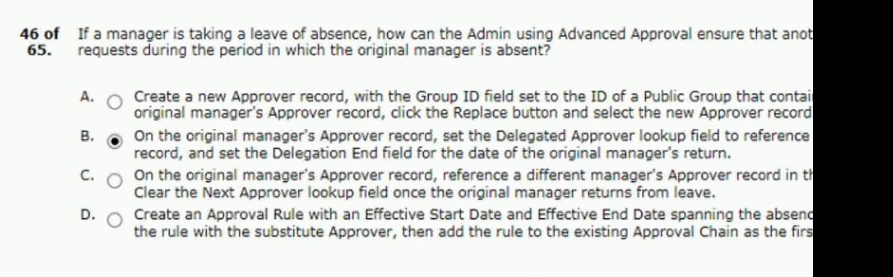 46 of If a manager is taking a leave of absence, how can the Admin using Advanced Approval ensure that anot
65. requests during the period in which the original manager is absent?
A. Create a new Approver record, with the Group ID field set to the ID of a Public Group that contai
original manager's Approver record, click the Replace button and select the new Approver record
B. On the original manager's Approver record, set the Delegated Approver lookup field to reference
record, and set the Delegation End field for the date of the original manager's return.
C. On the original manager's Approver record, reference a different manager's Approver record in th
Clear the Next Approver lookup field once the original manager returns from leave.
D. Create an Approval Rule with an Effective Start Date and Effective End Date spanning the absenc
the rule with the substitute Approver, then add the rule to the existing Approval Chain as the firs